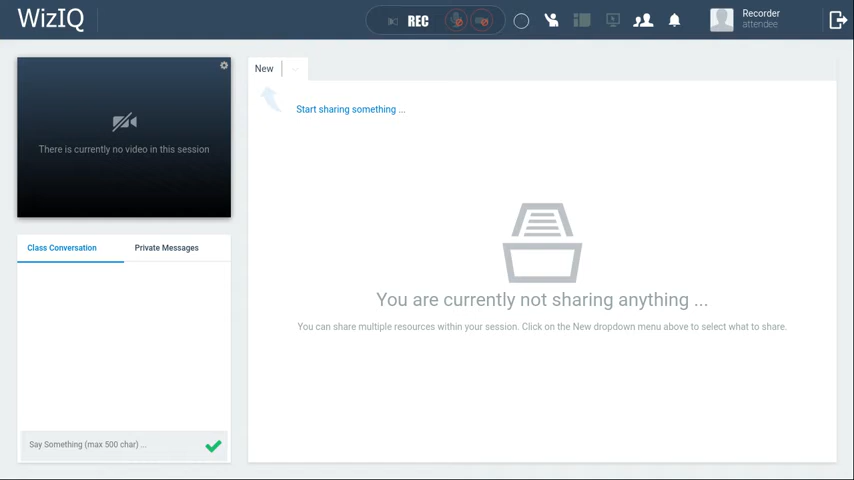 WizIQ
REC
Recorder
attendee
There is currently no video in this session
New
Start sharing something ...
Class Conversation
Private Messages
You are currently not sharing anything ...
You can share multiple resources within your session. Click on the New dropdown menu above to select what to share.
Say Something (max 500 char) ...